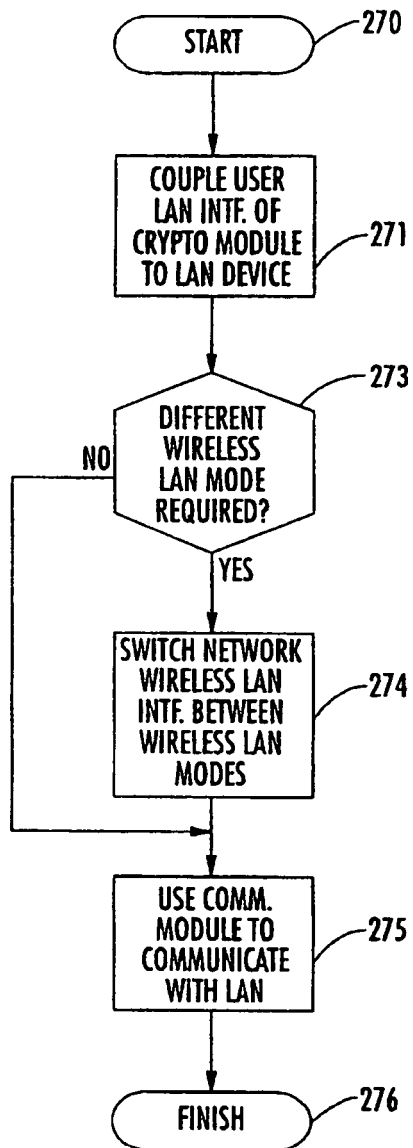 START
270
COUPLE USER
LAN INTF. OF
CRYPTO MODULE
TO LAN DEVICE
271
273
DIFFERENT
WIRELESS
LAN MODE
REQUIRED?
NO
YES
SWITCH NETWORK
WIRELESS LAN
INTF. BETWEEN
WIRELESS LAN
MODES
274
USE COMM.
MODULE TO
COMMUNICATE
WITH LAN
275
FINISH
276